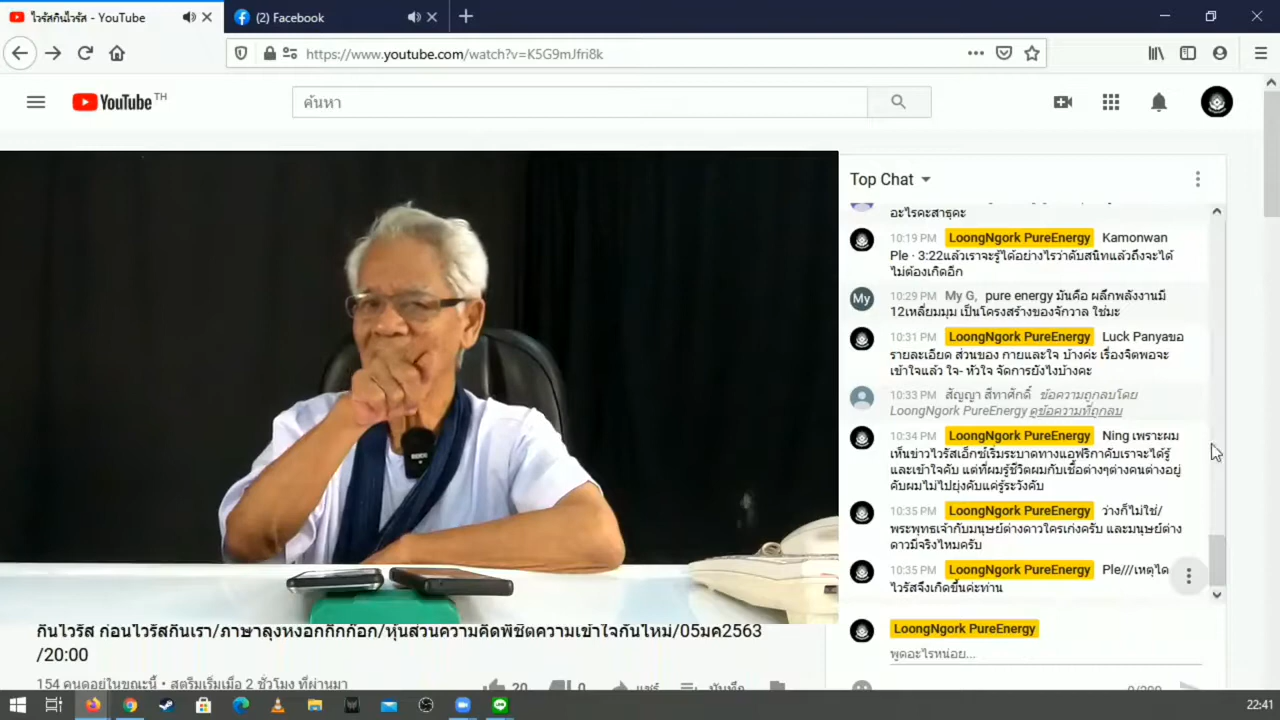 ไวรัสกินไวรัส - YouTube
(2) Facebook
https://www.youtube.com/watch?v=K5G9mJfri8k
YouTube TH
ค้นหา
Top Chat
อะไรคะสาธุคะ
10:19 PM LoongNgork PureEnergy Kamonwan
Ple · 3:22แล้วเราจะรู้ได้อย่างไรว่าดับสนิทแล้วถึงจะได้
ไม่ต้องเกิดอีก
My 10:29 PM My G, pure energy มันคือ ผลึกพลังงานมี
12เหลี่ยมมุม เป็นโครงสร้างของจักวาล ใช่มะ
10:31 PM LoongNgork PureEnergy Luck Panyaขอ
รายละเอียด ส่วนของ กายและใจ บ้างค่ะ เรื่องจิตพอจะ
เข้าใจแล้ว ใจ- หัวใจ จัดการยังไงบ้างคะ
10:33 PM สัญญา สีทาศักดิ์ ข้อความถูกลบโดย
LoongNgork PureEnergy ดูข้อความที่ถูกลบ
10:34 PM LoongNgork PureEnergy Ning เพราะผม
เห็นข่าวไวรัสเอ็กซ์เริ่มระบาดทางแอฟริกาคับเราจะได้รู้
และเข้าใจคับ แต่ที่ผมรู้ชีวิตผมกับเชื้อต่างๆต่างคนต่างอยู่
คับผมไม่ไปยุ่งคับแค่รู้ระวังคับ
10:35 PM LoongNgork PureEnergy ว่างก็ไม่ใช่/
พระพุทธเจ้ากับมนุษย์ต่างดาวใครเก่งครับ และมนุษย์ต่าง
ดาวมีจริงไหมครับ
10:35 PM LoongNgork PureEnergy Ple///เหตุใด
ไวรัสจึงเกิดขึ้นค่ะท่าน
LoongNgork PureEnergy
พูดอะไรหน่อย...
0/200
กินไวรัส ก่อนไวรัสกินเรา/ภาษาลุงหงอกกิ๊กก๊อก/หุ้นส่วนความคิดพิชิตความเข้าใจกันใหม่/05มค2563
/20:00
154 คนดูอยู่ในขณะนี้ • สตรีมเริ่มเมื่อ 2 ชั่วโมง ที่ผ่านมา
20 0 แชร์ บันทึก
22:41